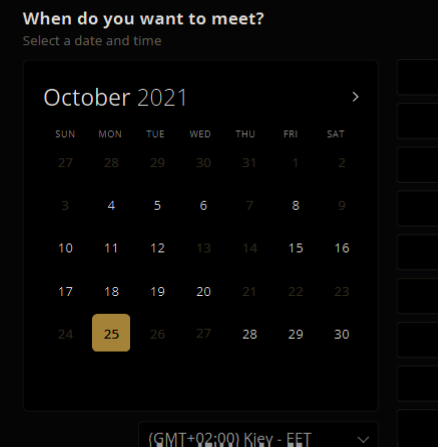 When do you want to meet?
Select a date and time
October 2021 >
SUN MON TUE WED THU FRI SAT
27 28 29 30 31 1 2
3 4 5 6 7 8 9
10 11 12 13 14 15 16
17 18 19 20 21 22 23
24 25 26 27 28 29 30
(GMT+02:00) Kiev - EET